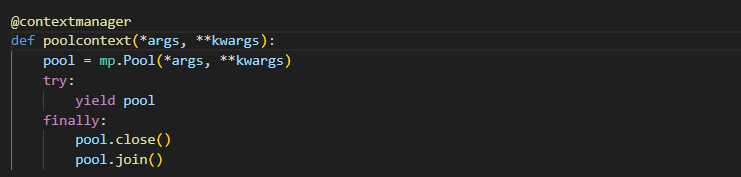 @contextmanager
def poolcontext(*args, **kwargs):
    pool = mp.Pool(*args, **kwargs)
    try:
        yield pool
    finally:
        pool.close()
        pool.join()